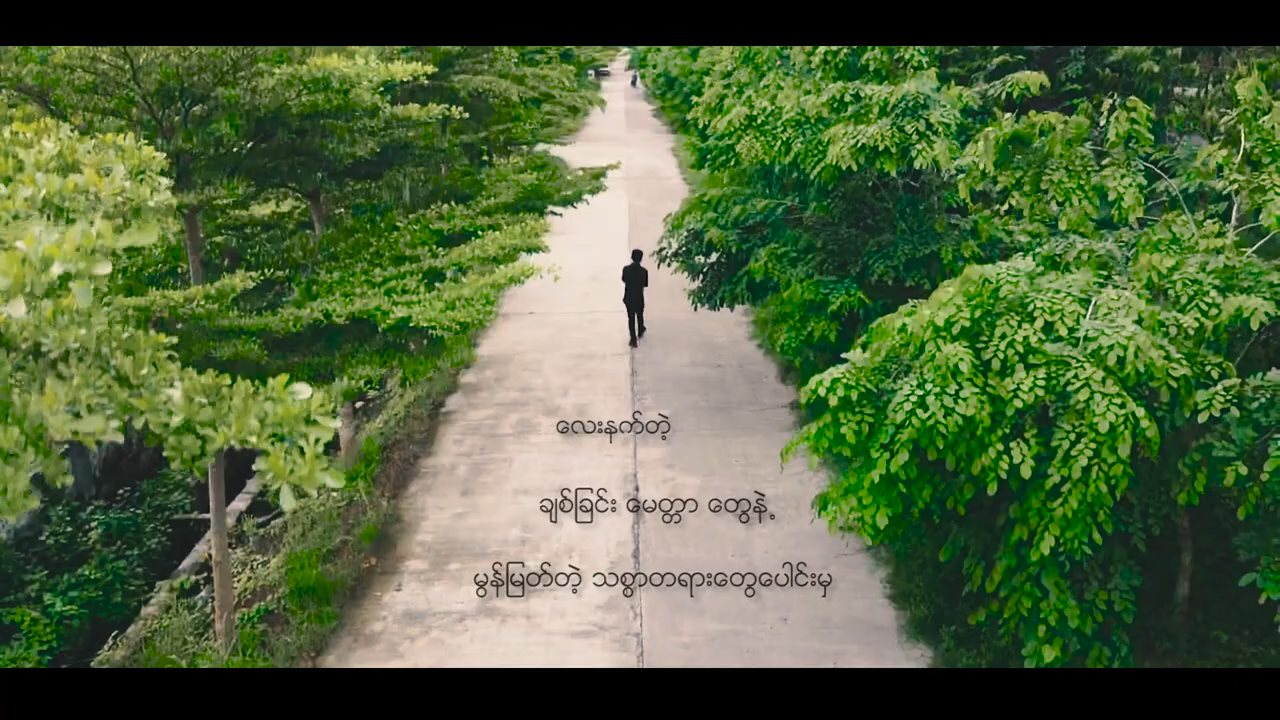 လေးနက်တဲ့
ချစ်ခြင်း မေတ္တာ တွေနဲ့
မွန်မြတ်တဲ့ သစ္စာတရားတွေပေါင်းမှ